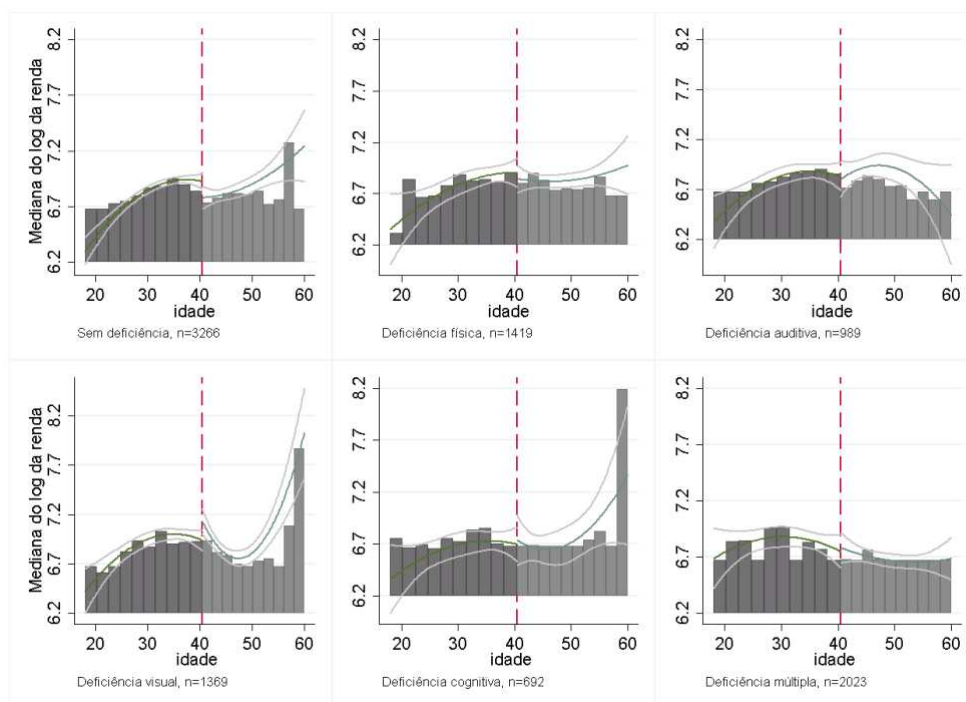 Mediana do log da renda
8.2
7.7
7.2
6.7
6.2
20 30 40 50 60
idade
Sem deficiência, n=3266
8.2
7.7
7.2
6.7
6.2
20 30 40 50 60
idade
Deficiência física, n=1419
8.2
7.7
7.2
6.7
6.2
20 30 40 50 60
idade
Deficiência auditiva, n=989
Mediana do log da renda
8.2
7.7
7.2
6.7
6.2
20 30 40 50 60
idade
Deficiência visual, n=1369
8.2
7.7
7.2
6.7
6.2
20 30 40 50 60
idade
Deficiência cognitiva, n=692
8.2
7.7
7.2
6.7
6.2
20 30 40 50 60
idade
Deficiência múltipla, n=2023